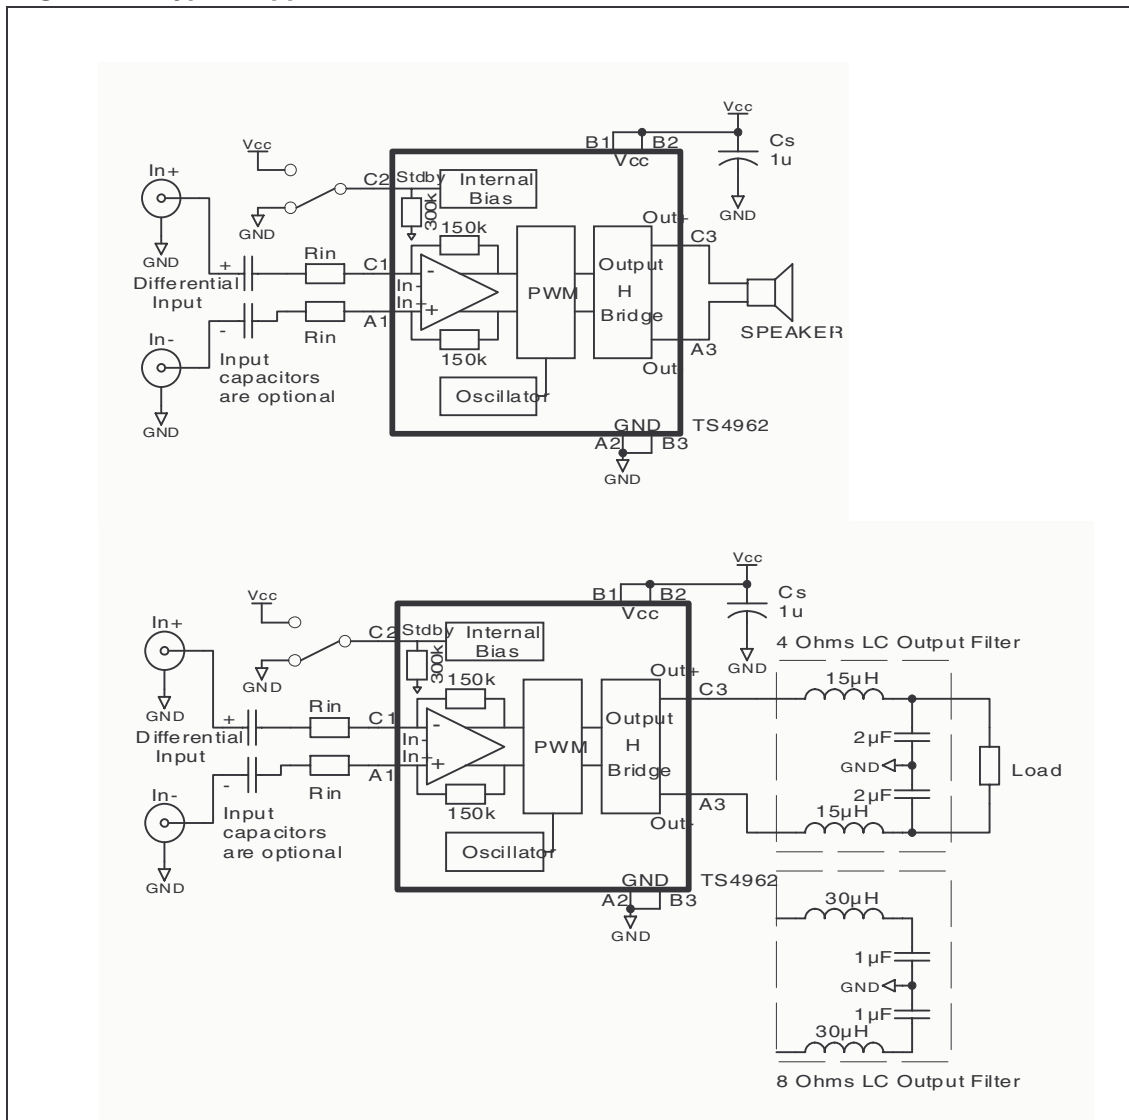 Vcc
B1
B2
Vcc
Cs
1u
GND
Vcc
In+
GND
GND
C2
Stdby
300k
Internal
Bias
150k
Out+
C3
Differential
Input
+
Rin
C1
-
In-
In+
+
PWM
Output
H
Bridge
SPEAKER
In-
-
Rin
A1
150k
A3
Out
Input
capacitors
are optional
GND
Oscillator
GND
TS4962
A2
B3
GND
Vcc
B1
B2
Vcc
Cs
1u
GND
Vcc
In+
GND
GND
C2
Stdby
300k
Internal
Bias
150k
Out+
C3
4 Ohms LC Output Filter
15µH
2µF
GND
2µF
15µH
Load
Differential
Input
+
Rin
C1
-
In-
In+
+
PWM
Output
H
Bridge
In-
-
Rin
A1
150k
A3
Out-
Input
capacitors
are optional
GND
Oscillator
GND
TS4962
A2
B3
GND
30µH
1µF
GND
1µF
30µH
8 Ohms LC Output Filter